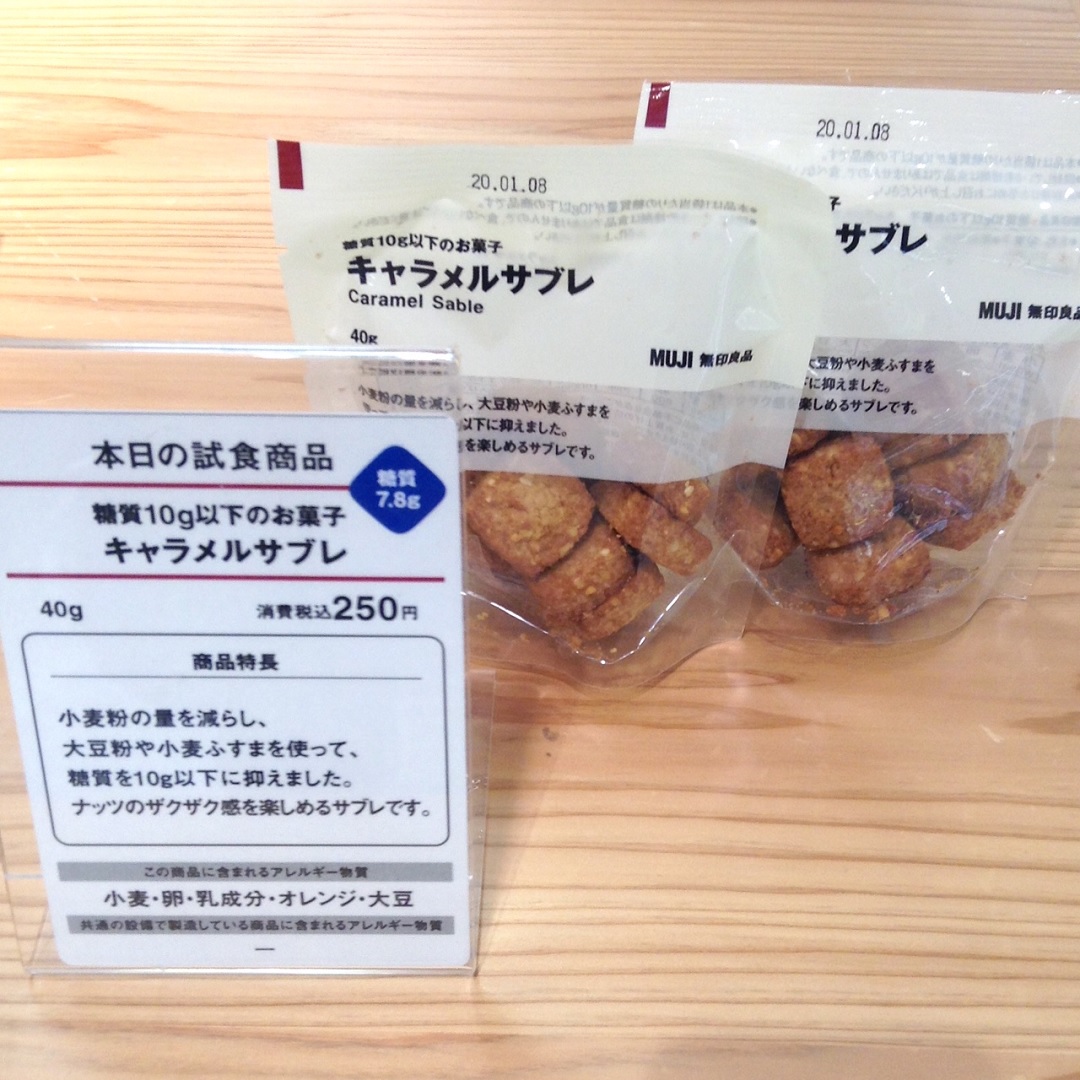 本日の試食商品
糖質
7.8g
糖質10g以下のお菓子
キャラメルサブレ
40g
消費税込250円
商品特長
小麦粉の量を減らし、
大豆粉や小麦ふすまを使って、
糖質を10g以下に抑えました。
ナッツのザクザク感を楽しめるサブレです。
この商品に含まれるアレルギー物質
小麦・卵・乳成分・オレンジ・大豆
共通の設備で製造している商品に含まれるアレルギー物質
—
20.01.08
糖質10g以下のお菓子
キャラメルサブレ
Caramel Sable
40g
MUJI 無印良品
小麦粉の量を減らし、大豆粉や小麦ふすまを
以下に抑えました。
を楽しめるサブレです。
20.01.08
子
サブレ
MUJI 無印良品
大豆粉や小麦ふすまを
下に抑えました。
楽しめるサブレです。